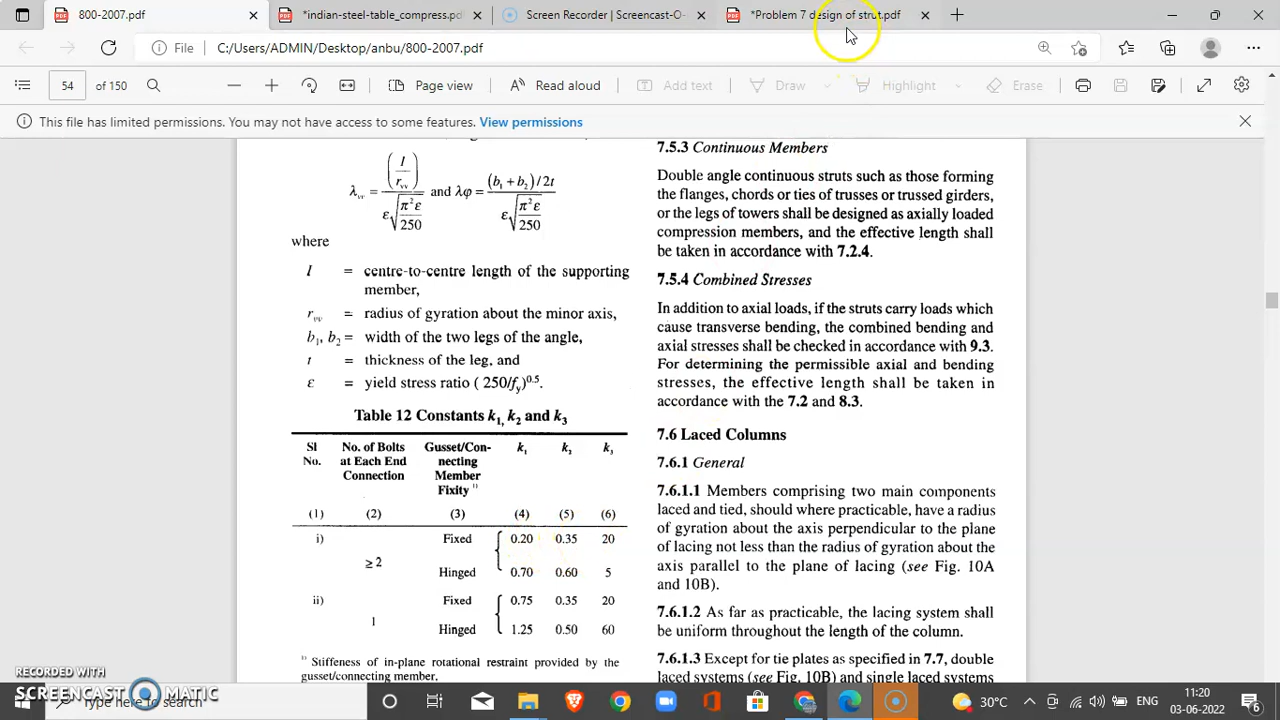 800-2007.pdf
*indian-steel-table_compress.p
Screen Recorder | Screencast-O-
*Problem 7 design of strut.pdf
File
C:/Users/ADMIN/Desktop/anbu/800-2007.pdf
54 of 150
Page view
Read aloud
Add text
Draw
Highlight
Erase
This file has limited permissions. You may not have access to some features. View permissions
λvv = (l / rvv) / ε√(π²ε / 250) and λφ = (b1 + b2) / 2t / ε√(π²ε / 250)
where
l = centre-to-centre length of the supporting
member,
rvv = radius of gyration about the minor axis,
b1, b2 = width of the two legs of the angle,
t = thickness of the leg, and
ε = yield stress ratio ( 250/fy)0.5.
Table 12 Constants k1, k2 and k3
Sl No. No. of Bolts at Each End Connection Gusset/Connecting Member Fixity 1) k1 k2 k3
(1) (2) (3) (4) (5) (6)
i) ≥ 2 Fixed 0.20 0.35 20
Hinged 0.70 0.60 5
ii) 1 Fixed 0.75 0.35 20
Hinged 1.25 0.50 60
1) Stiffness of in-plane rotational restraint provided by the
gusset/connecting member.
7.5.3 Continuous Members
Double angle continuous struts such as those forming
the flanges, chords or ties of trusses or trussed girders,
or the legs of towers shall be designed as axially loaded
compression members, and the effective length shall
be taken in accordance with 7.2.4.
7.5.4 Combined Stresses
In addition to axial loads, if the struts carry loads which
cause transverse bending, the combined bending and
axial stresses shall be checked in accordance with 9.3.
For determining the permissible axial and bending
stresses, the effective length shall be taken in
accordance with the 7.2 and 8.3.
7.6 Laced Columns
7.6.1 General
7.6.1.1 Members comprising two main components
laced and tied, should where practicable, have a radius
of gyration about the axis perpendicular to the plane
of lacing not less than the radius of gyration about the
axis parallel to the plane of lacing (see Fig. 10A
and 10B).
7.6.1.2 As far as practicable, the lacing system shall
be uniform throughout the length of the column.
7.6.1.3 Except for tie plates as specified in 7.7, double
laced systems (see Fig. 10B) and single laced systems
RECORDED WITH
SCREENCAST MATIC
Type here to search
30°C
ENG
11:20
03-06-2022
6